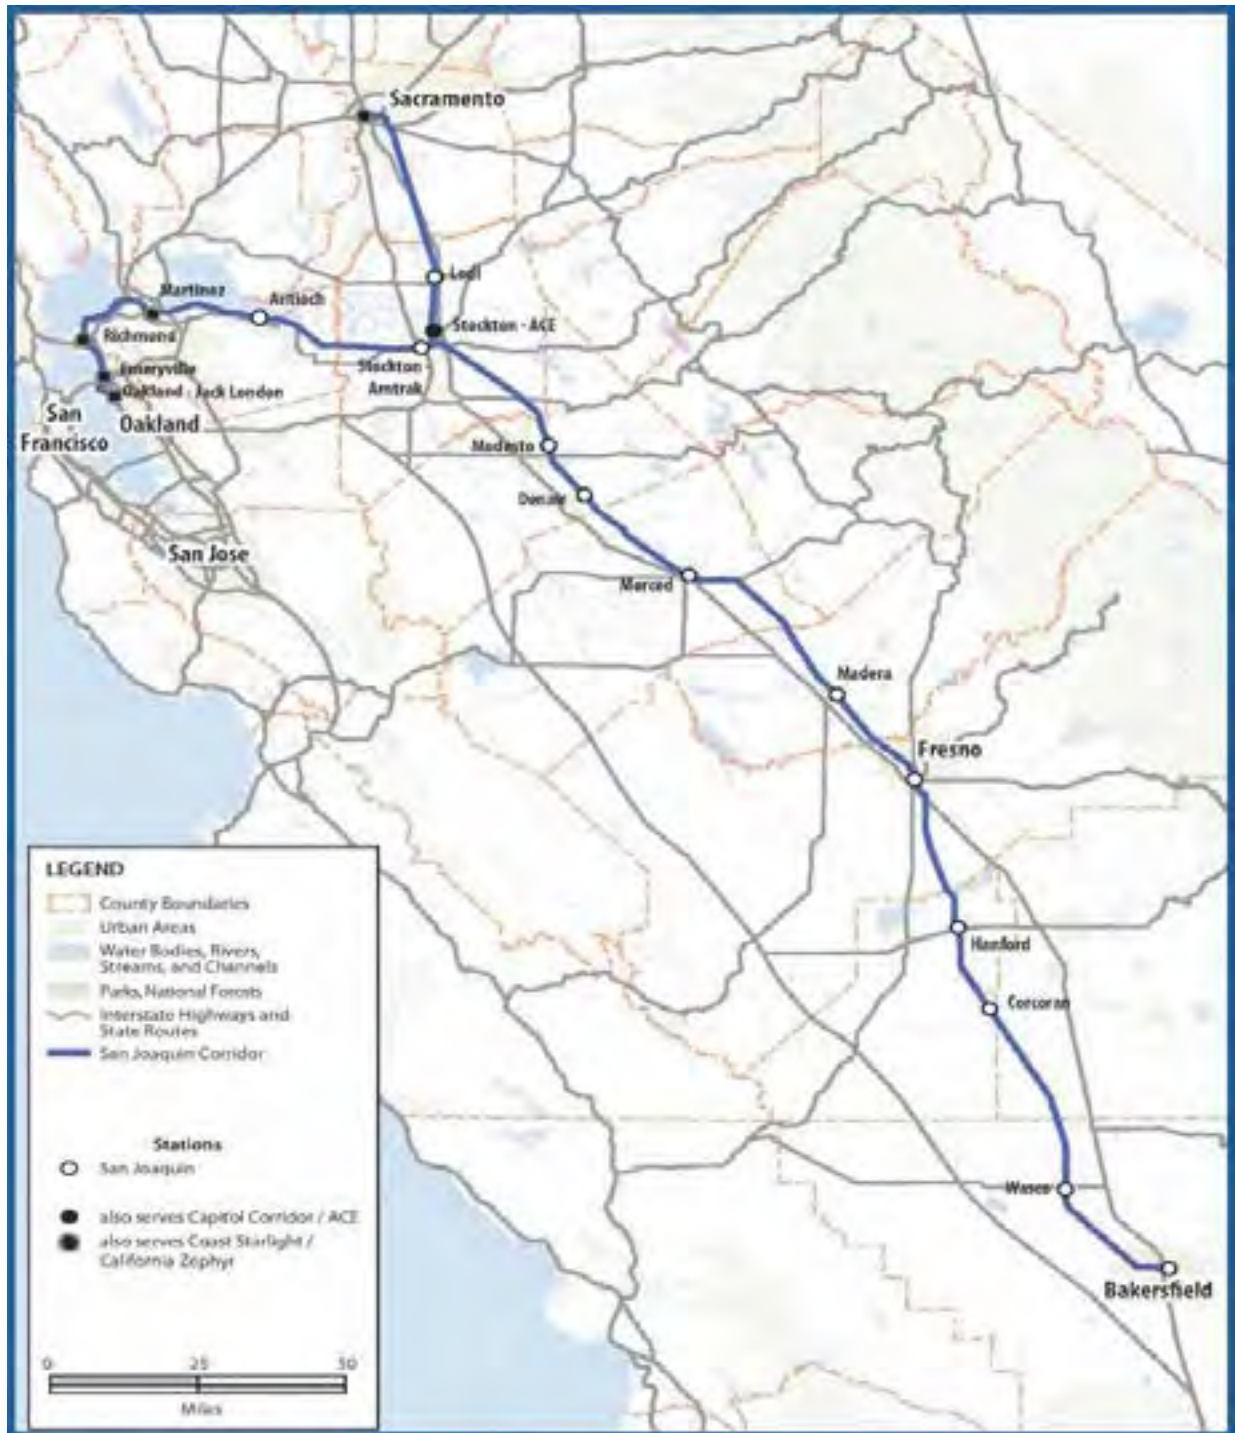 Sacramento
Lodi
Martinez
Antioch
Stockton - ACE
Richmond
Stockton
Amtrak
Emeryville
Oakland - Jack London
San
Francisco
Oakland
Modesto
Denair
San Jose
Merced
Madera
Fresno
Hanford
Corcoran
Wasco
Bakersfield
LEGEND
County Boundaries
Urban Areas
Water Bodies, Rivers,
Streams, and Channels
Parks, National Forests
Interstate Highways and
State Routes
San Joaquin Corridor
Stations
San Joaquin
also serves Capitol Corridor / ACE
also serves Coast Starlight /
California Zephyr
0 25 50
Miles